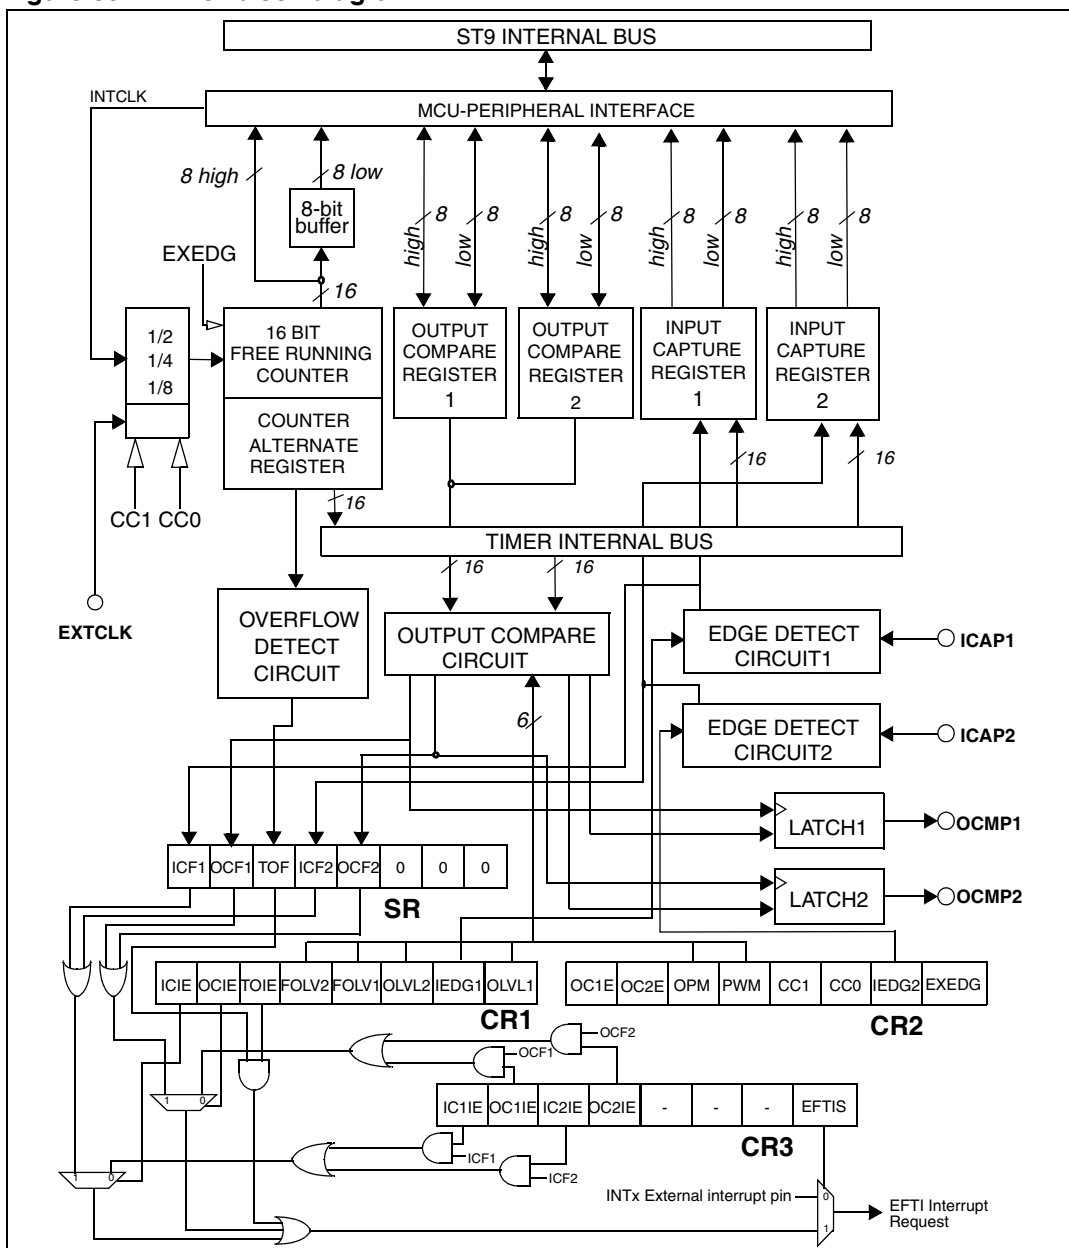 ST9 INTERNAL BUS
INTCLK
MCU-PERIPHERAL INTERFACE
8 high
8 low
8-bit
buffer
high
8
low
8
high
8
low
8
high
8
low
8
high
8
low
8
EXEDG
16
1/2
1/4
1/8
16 BIT
FREE RUNNING
COUNTER
OUTPUT
COMPARE
REGISTER
1
OUTPUT
COMPARE
REGISTER
2
INPUT
CAPTURE
REGISTER
1
INPUT
CAPTURE
REGISTER
2
COUNTER
ALTERNATE
REGISTER
16
16
16
CC1 CC0
TIMER INTERNAL BUS
16
16
EXTCLK
OVERFLOW
DETECT
CIRCUIT
OUTPUT COMPARE
CIRCUIT
EDGE DETECT
CIRCUIT1
ICAP1
6
EDGE DETECT
CIRCUIT2
ICAP2
LATCH1
OCMP1
LATCH2
OCMP2
ICF1 OCF1 TOF ICF2 OCF2 0 0 0
SR
ICIE OCIE TOIE FOLV2 FOLV1 OLVL2 IEDG1 OLVL1
CR1
OC1E OC2E OPM PWM CC1 CC0 IEDG2 EXEDG
CR2
OCF2
OCF1
1 0
IC1IE OC1IE IC2IE OC2IE - - - EFTIS
CR3
ICF1
ICF2
1 0
INTx External interrupt pin
0
1
EFTI Interrupt
Request